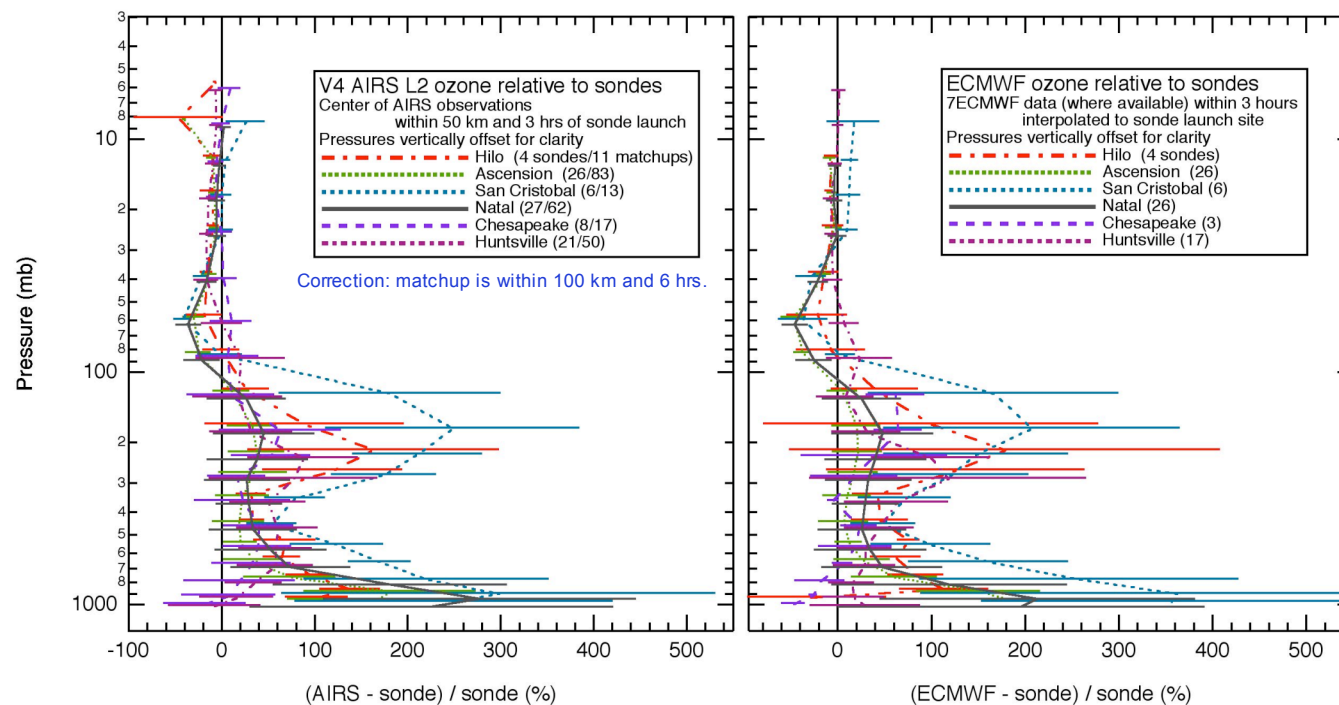 V4 AIRS L2 ozone relative to sondes
Center of AIRS observations
within 50 km and 3 hrs of sonde launch
Pressures vertically offset for clarity
Hilo (4 sondes/11 matchups)
Ascension (26/83)
San Cristobal (6/13)
Natal (27/62)
Chesapeake (8/17)
Huntsville (21/50)
Correction: matchup is within 100 km and 6 hrs.
Pressure (mb)
3
4
5
6
7
8
10
2
3
4
5
6
7
8
100
2
3
4
5
6
7
8
1000
-100 0 100 200 300 400 500
(AIRS - sonde) / sonde (%)
ECMWF ozone relative to sondes
7ECMWF data (where available) within 3 hours
interpolated to sonde launch site
Pressures vertically offset for clarity
Hilo (4 sondes)
Ascension (26)
San Cristobal (6)
Natal (26)
Chesapeake (3)
Huntsville (17)
0 100 200 300 400 500
(ECMWF - sonde) / sonde (%)